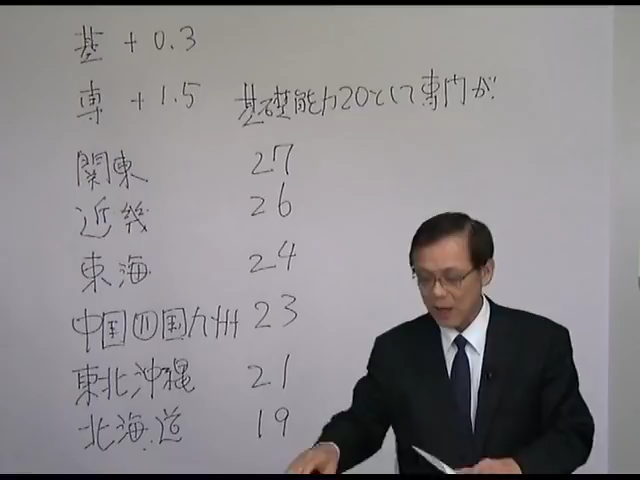 基 +0.3
専 +1.5 基礎能力20として専門が
関東 27
近幾 26
東海 24
中国四国九州 23
東北沖縄 21
北海道 19